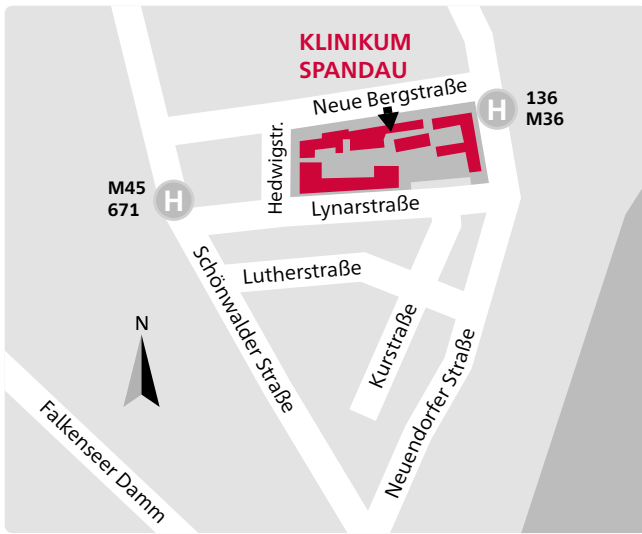 KLINIKUM
SPANDAU
Neue Bergstraße
H
136
M36
Hedwigstr.
M45
671
H
Lynarstraße
Schönwalder Straße
Lutherstraße
Kurstraße
N
Neuendorfer Straße
Falkenseer Damm